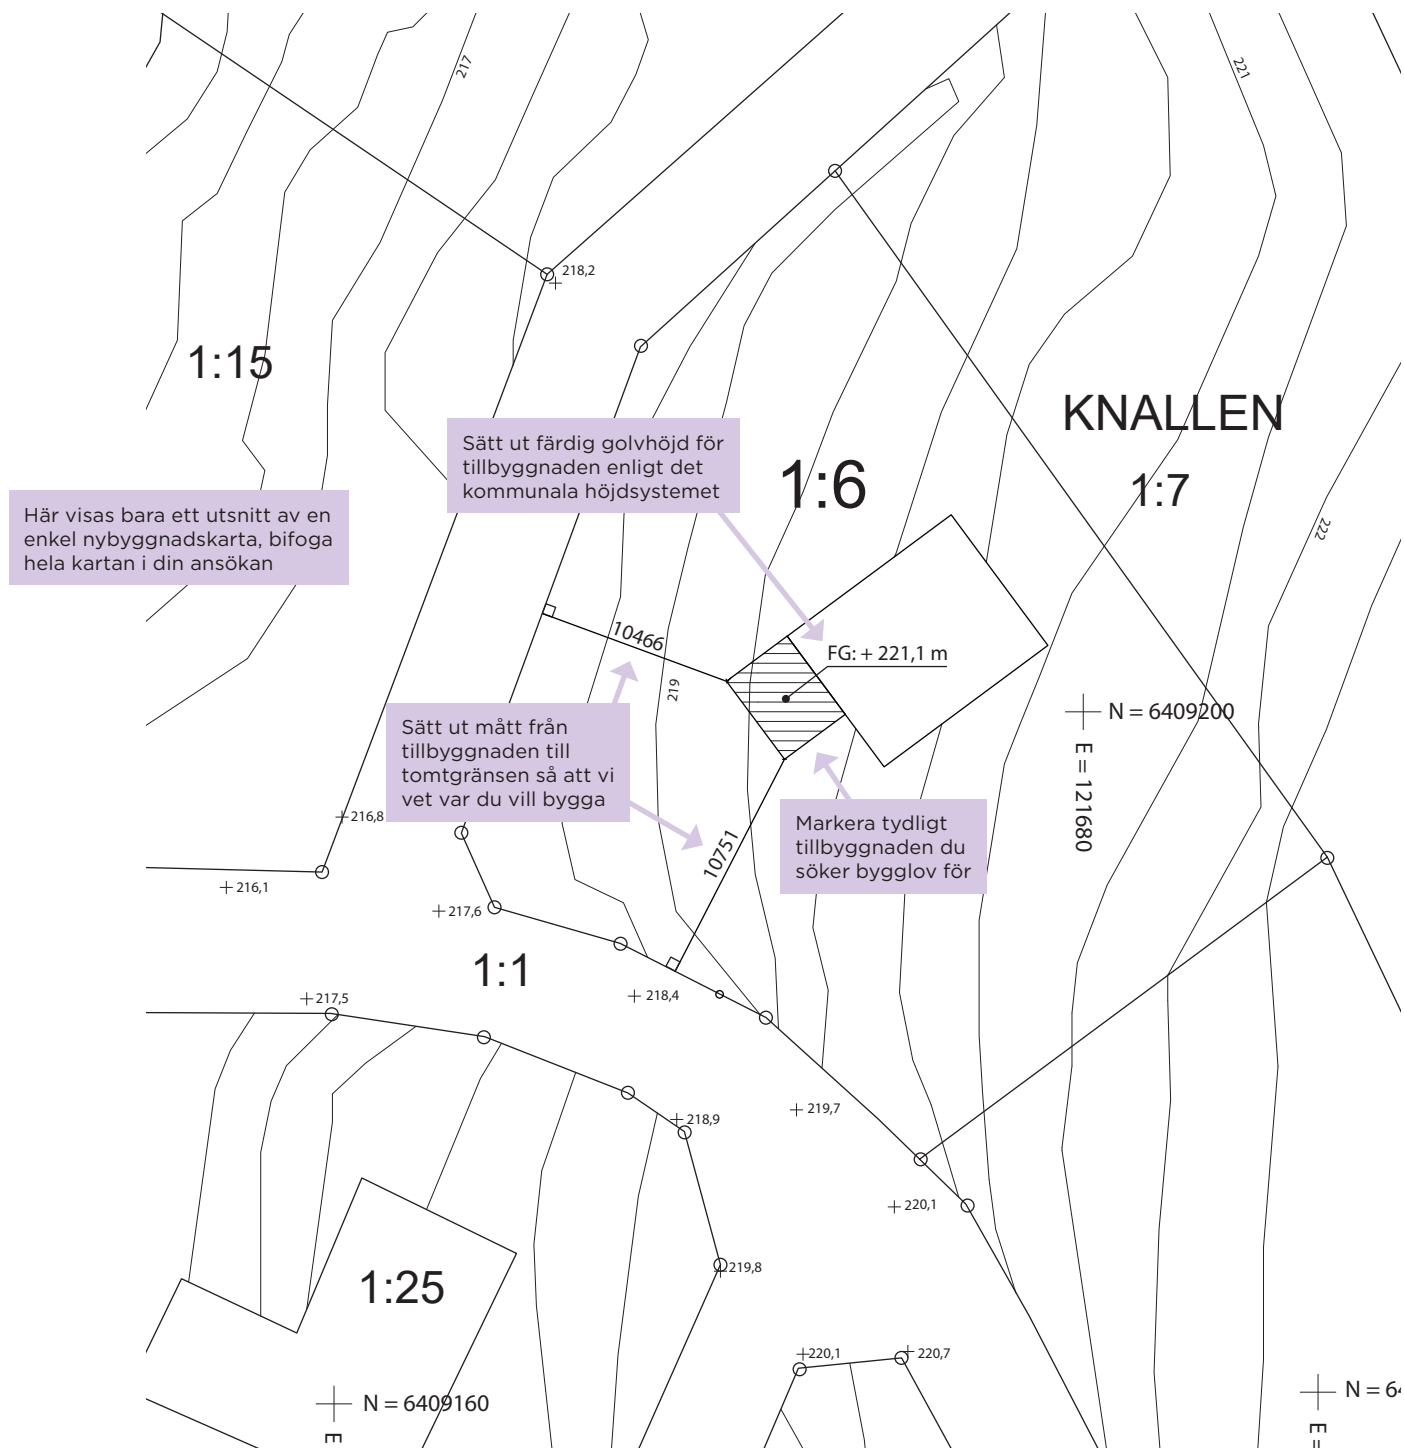 217
221
218,2
1:15
KNALLEN
Sätt ut färdig golvhöjd för
tillbyggnaden enligt det
kommunala höjdsystemet
1:6
1:7
Här visas bara ett utsnitt av en
enkel nybyggnadskarta, bifoga
hela kartan i din ansökan
222
10466
FG: + 221,1 m
219
N = 6409200
E = 121680
Sätt ut mått från
tillbyggnaden till
tomtgränsen så att vi
vet var du vill bygga
216,8
Markera tydligt
tillbyggnaden du
söker bygglov för
10751
216,1
217,6
1:1
218,4
217,5
219,7
218,9
220,1
219,8
1:25
220,1
220,7
N = 6409160
E
N = 64
E =